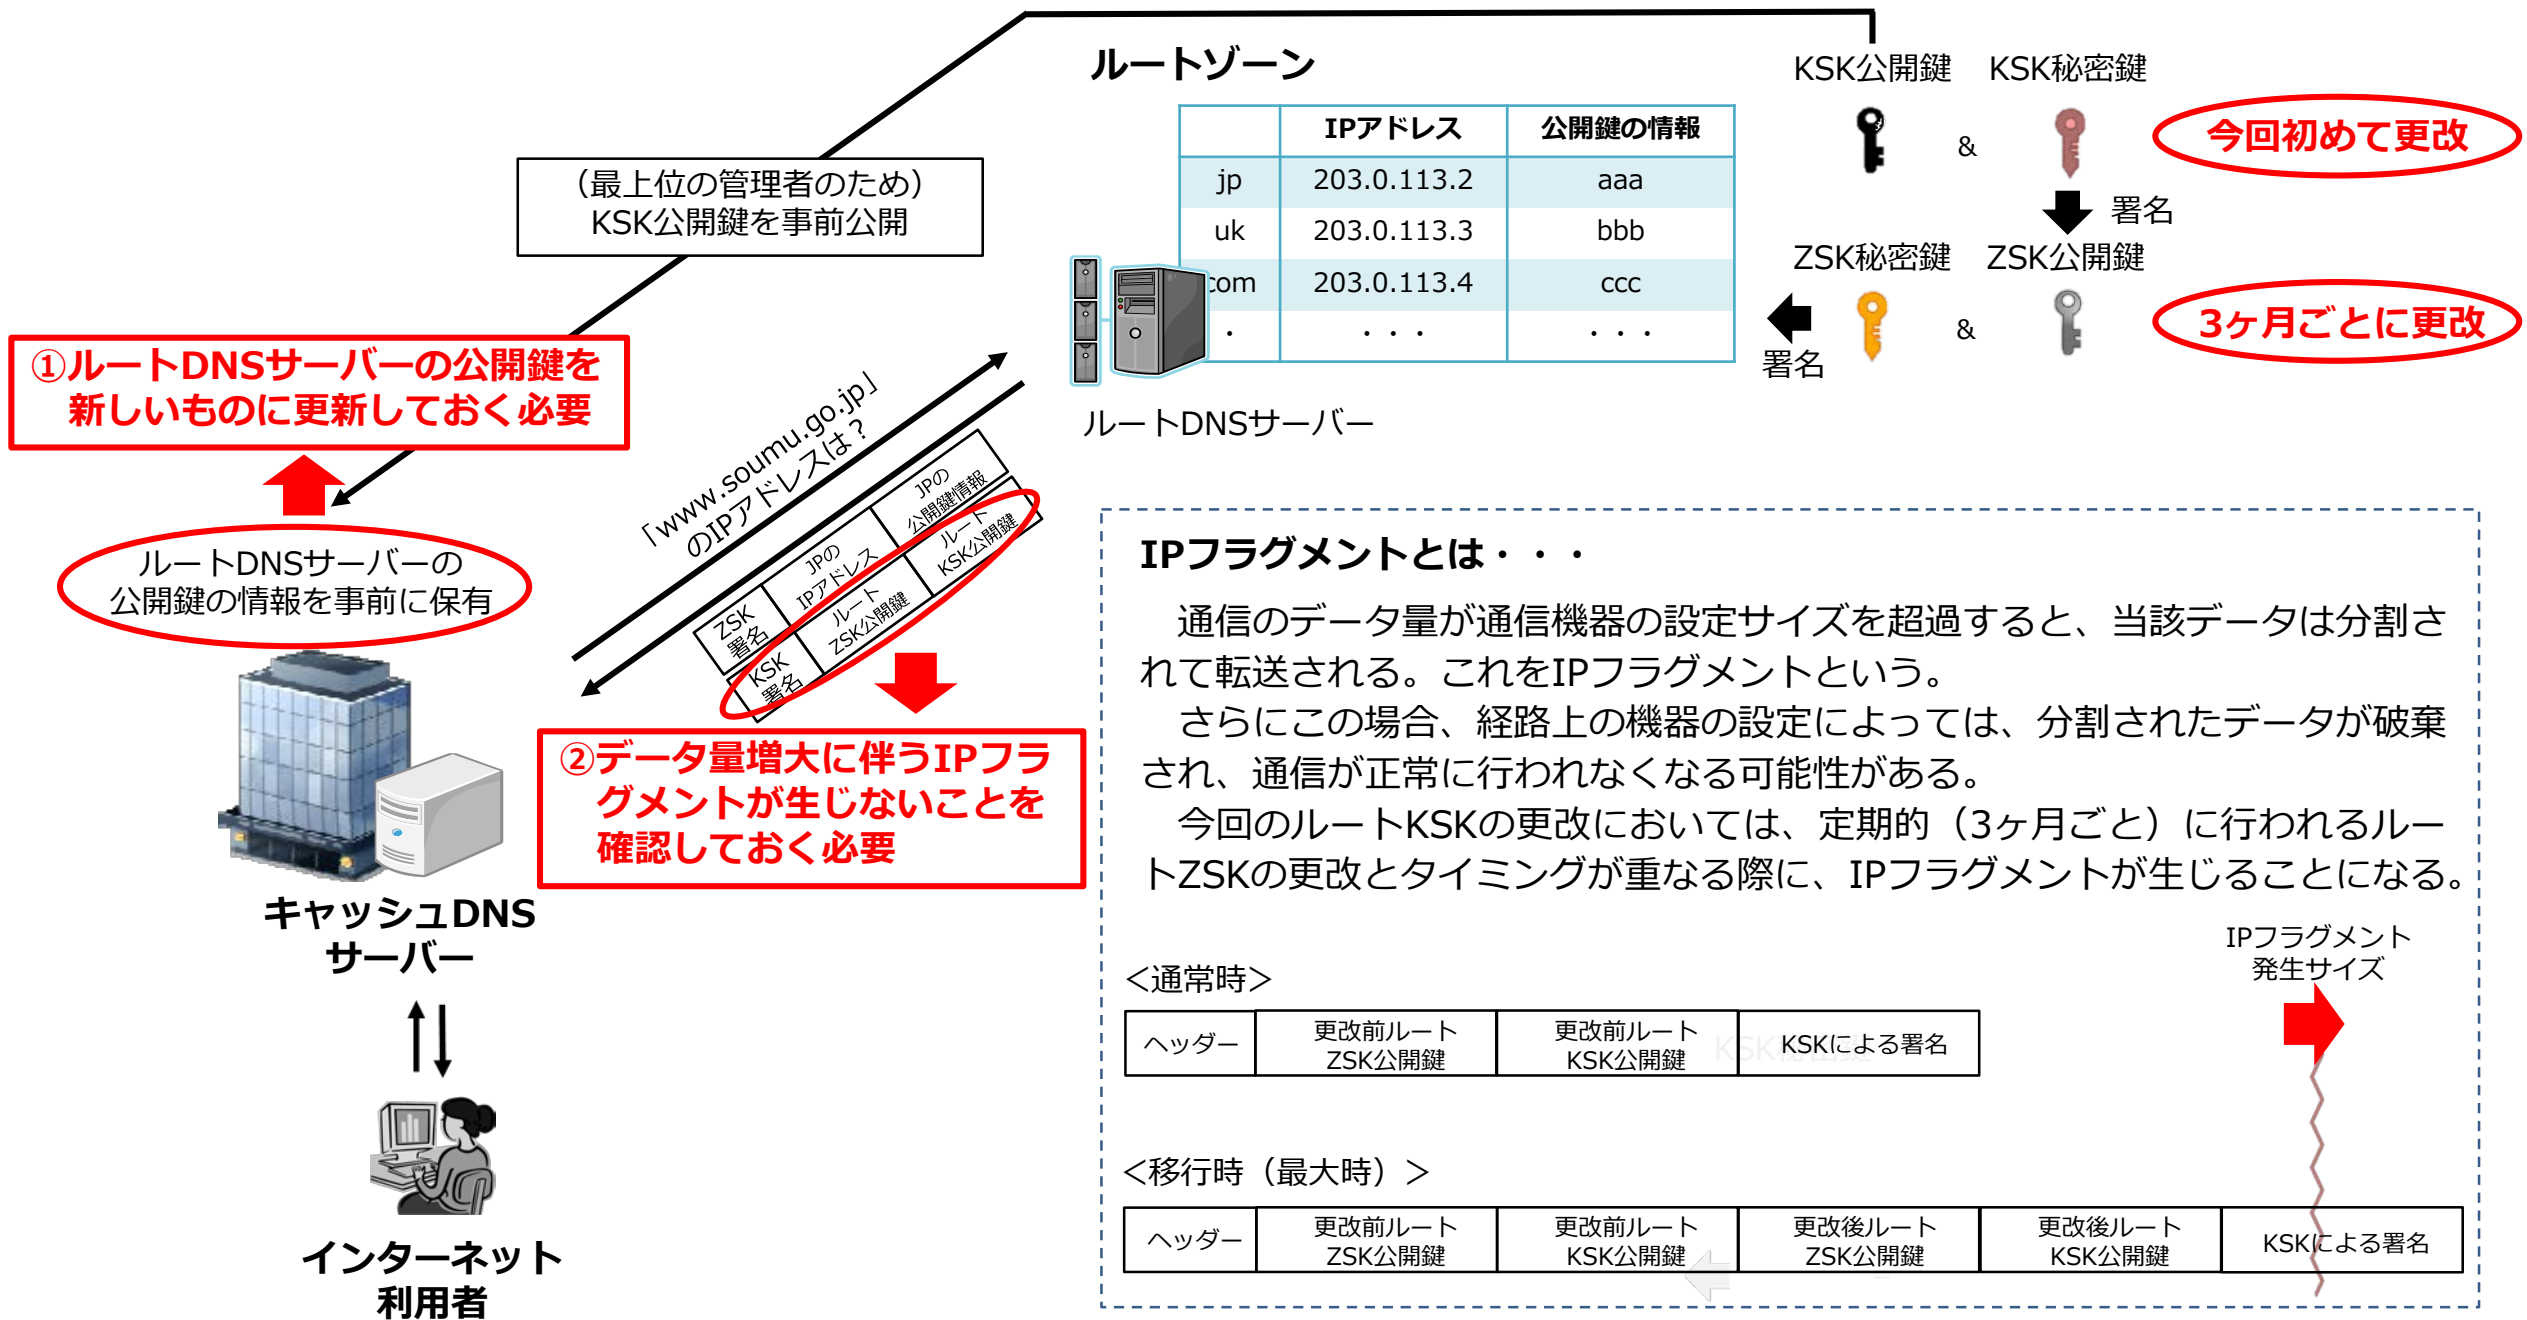 ルートゾーン
KSK公開鍵 KSK秘密鍵
IPアドレス 公開鍵の情報
& 今回初めて更改
（最上位の管理者のため）
KSK公開鍵を事前公開
jp 203.0.113.2 aaa
署名
uk 203.0.113.3 bbb
ZSK秘密鍵 ZSK公開鍵
com 203.0.113.4 ccc
・ ・・・ ・・・
& 3ヶ月ごとに更改
署名
ルートDNSサーバー
①ルートDNSサーバーの公開鍵を
新しいものに更新しておく必要
「www.soumu.go.jp」
のIPアドレスは？
ZSK
署名
JPの
IPアドレス
JPの
公開鍵情報
KSK
署名
ルート
ZSK公開鍵
ルート
KSK公開鍵
ルートDNSサーバーの
公開鍵の情報を事前に保有
②データ量増大に伴うIPフラ
グメントが生じないことを
確認しておく必要
キャッシュDNS
サーバー
インターネット
利用者
IPフラグメントとは・・・
通信のデータ量が通信機器の設定サイズを超過すると、当該データは分割さ
れて転送される。これをIPフラグメントという。
さらにこの場合、経路上の機器の設定によっては、分割されたデータが破棄
され、通信が正常に行われなくなる可能性がある。
今回のルートKSKの更改においては、定期的（3ヶ月ごと）に行われるルー
トZSKの更改とタイミングが重なる際に、IPフラグメントが生じることになる。
IPフラグメント
発生サイズ
＜通常時＞
ヘッダー
更改前ルート
ZSK公開鍵
更改前ルート
KSK公開鍵
KSKによる署名
＜移行時（最大時）＞
ヘッダー
更改前ルート
ZSK公開鍵
更改前ルート
KSK公開鍵
更改後ルート
ZSK公開鍵
更改後ルート
KSK公開鍵
KSKによる署名